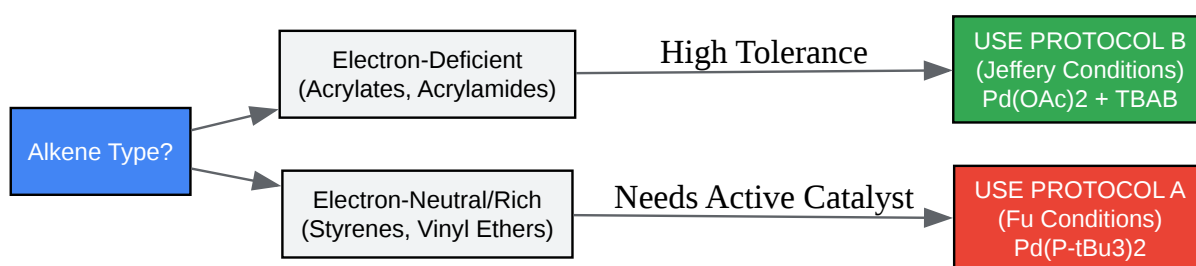 Alkene Type?
Electron-Deficient
(Acrylates, Acrylamides)
High Tolerance
USE PROTOCOL B
(Jeffery Conditions)
Pd(OAc)2 + TBAB
Electron-Neutral/Rich
(Styrenes, Vinyl Ethers)
Needs Active Catalyst
USE PROTOCOL A
(Fu Conditions)
Pd(P-tBu3)2